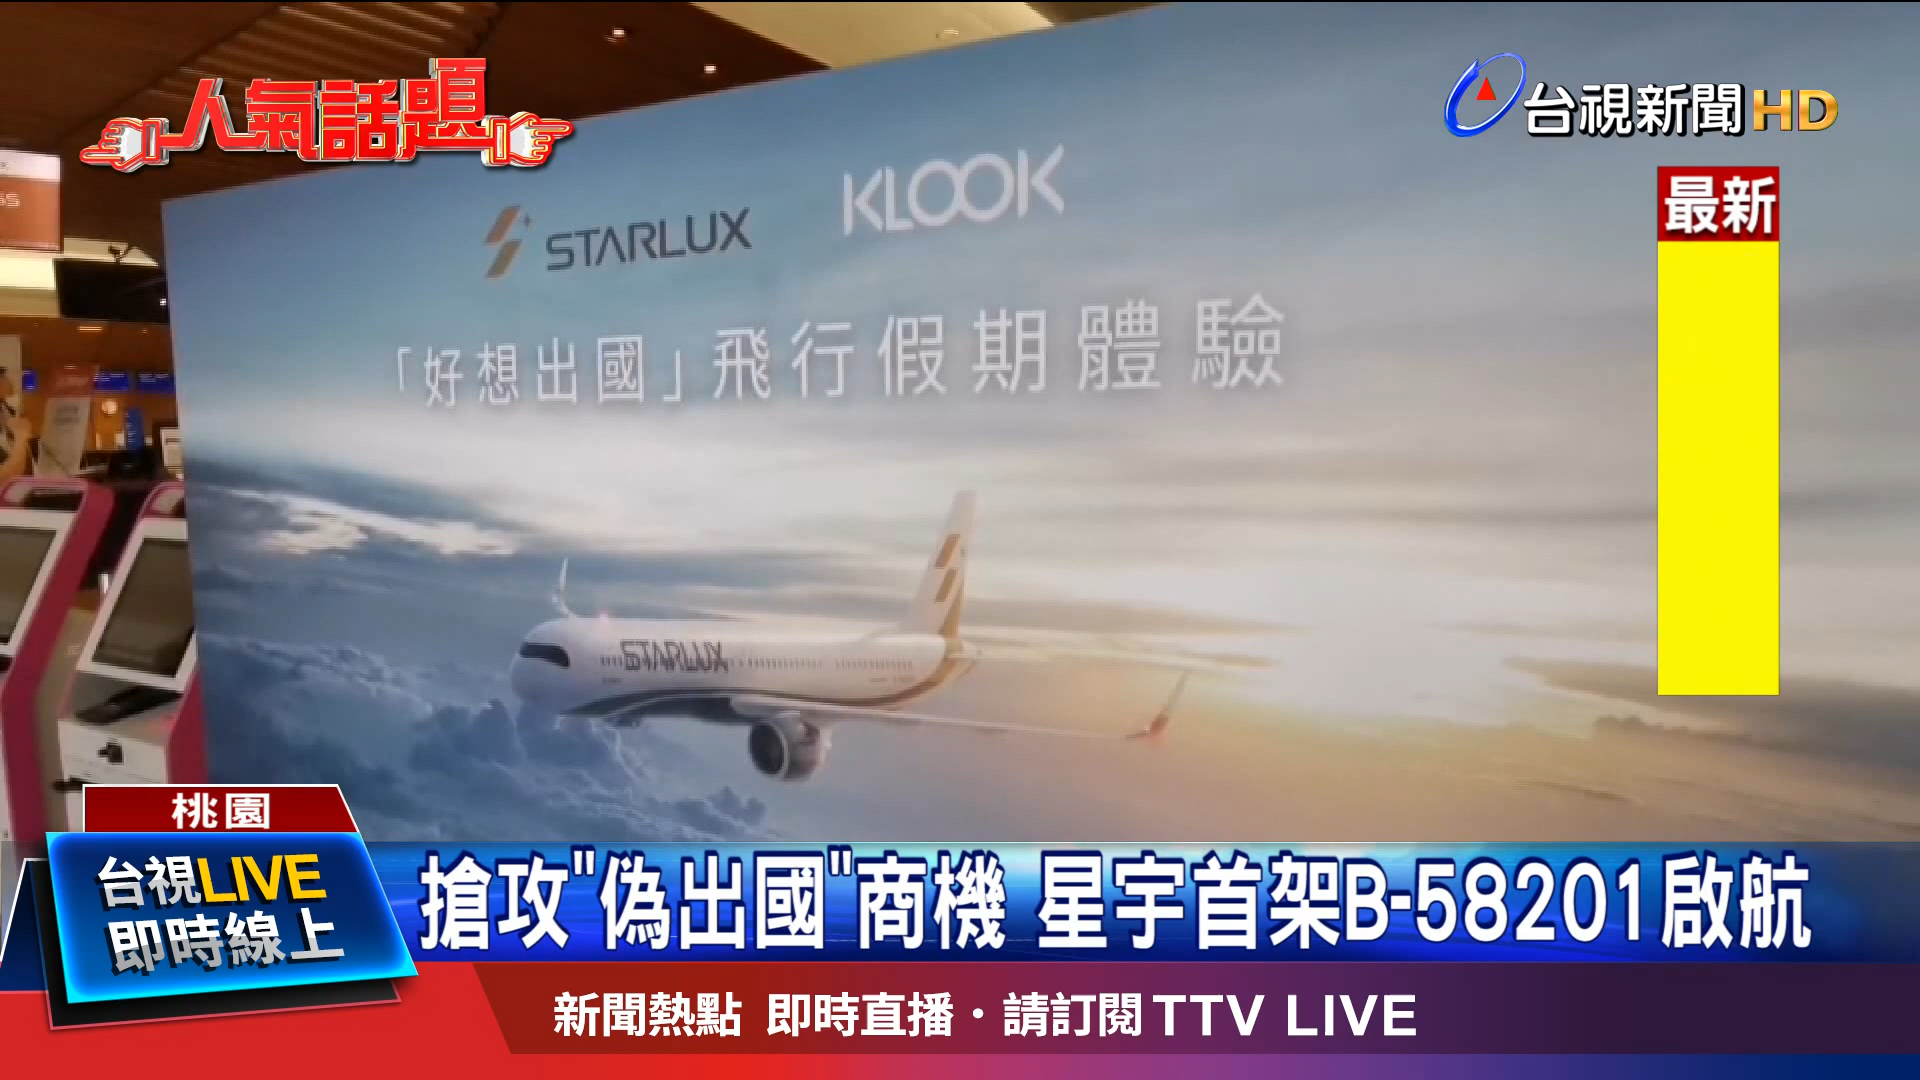 人氣話題
台視新聞HD
最新
STARLUX
KLOOK
「好想出國」飛行假期體驗
STARLUX
桃園
台視LIVE
即時線上
搶攻"偽出國"商機 星宇首架B-58201啟航
新聞熱點 即時直播·請訂閱TTV LIVE